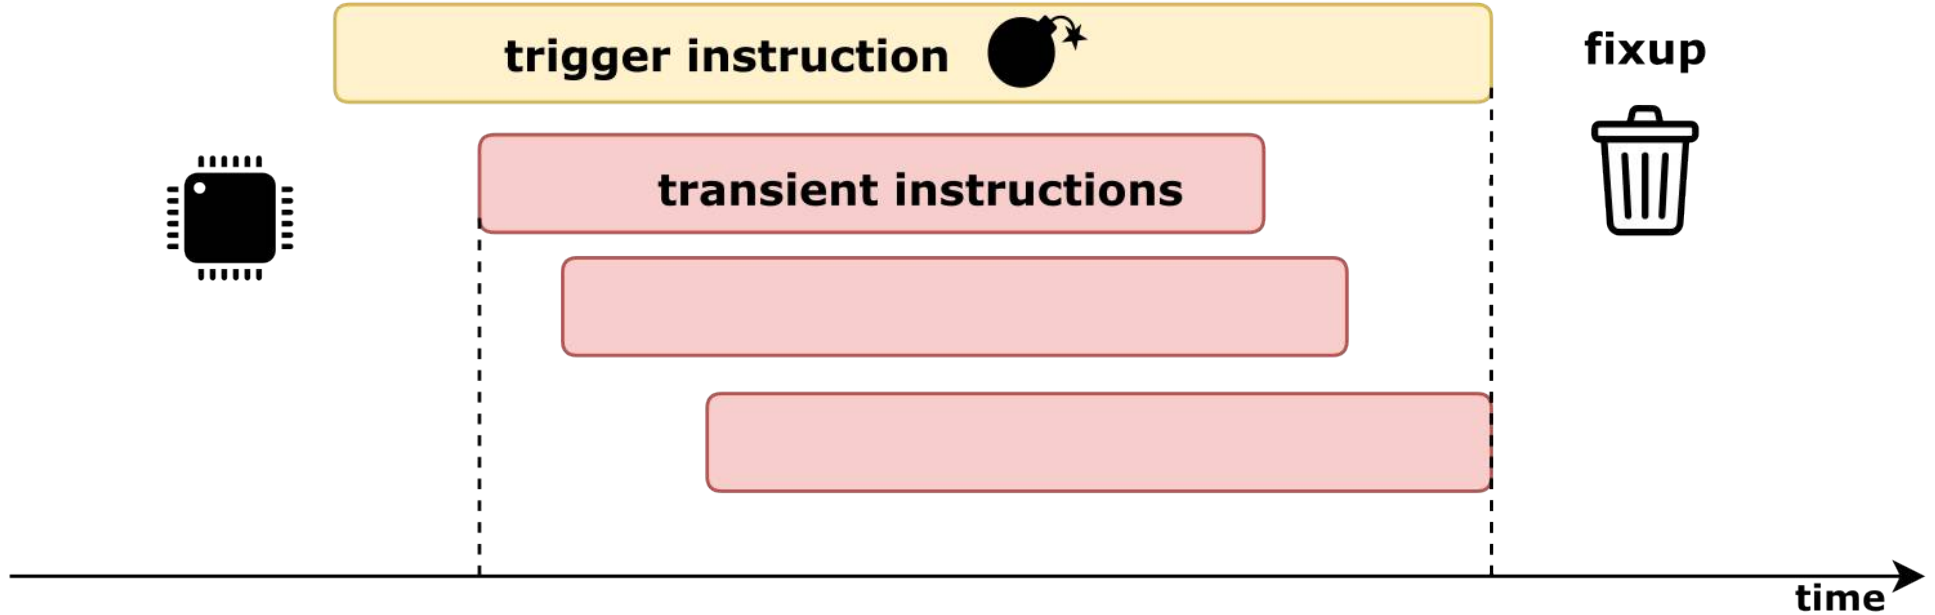 trigger instruction
fixup
transient instructions
time